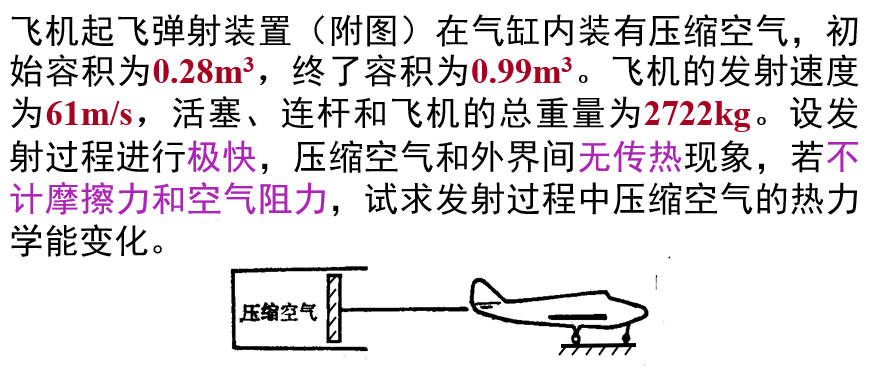 飞机起飞弹射装置（附图）在气缸内装有压缩空气，初
始容积为0.28m³，终了容积为0.99m³。飞机的发射速度
为61m/s，活塞、连杆和飞机的总重量为2722kg。设发
射过程进行极快，压缩空气和外界间无传热现象，若不
计摩擦力和空气阻力，试求发射过程中压缩空气的热力
学能变化。
压缩空气